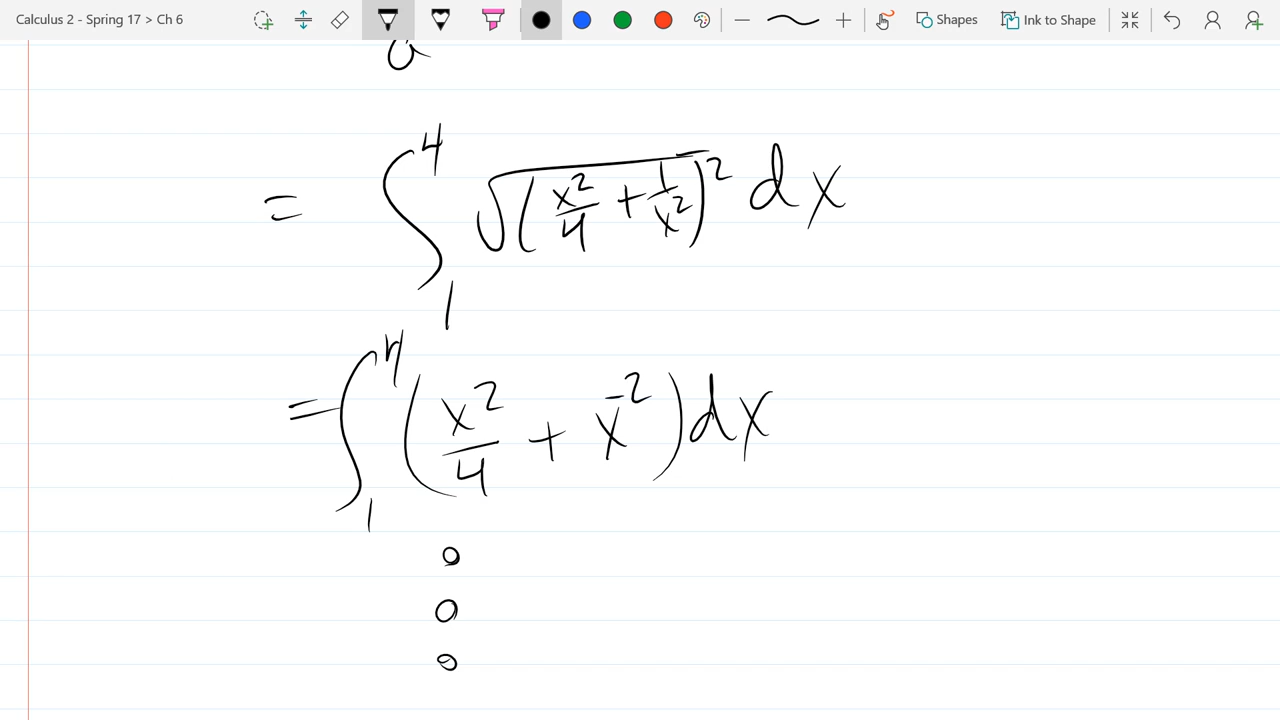 Calculus 2 - Spring 17 > Ch 6 Shapes Ink to Shape
a
= ∫₁⁴ √((x²/4 + 1/x²)²) dx
= ∫₁⁴ (x²/4 + x⁻²) dx